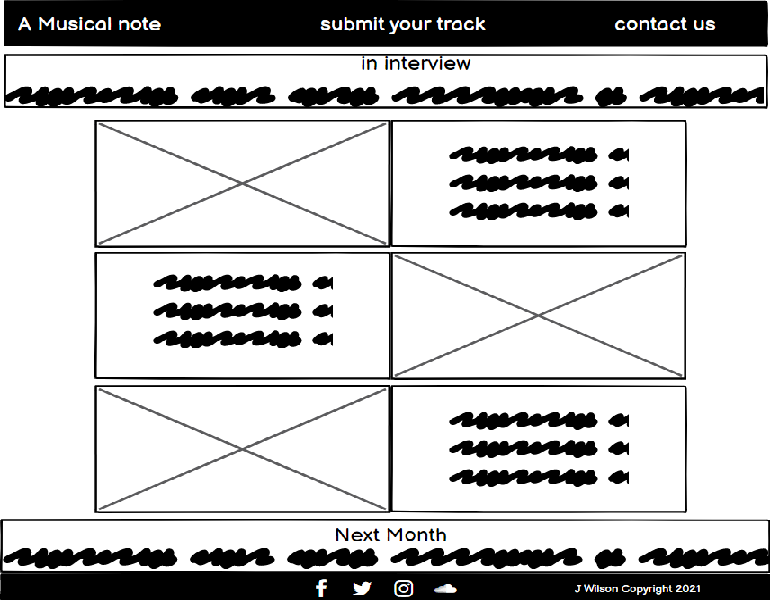 A Musical note submit your track contact us
in interview
Next Month
J Wilson Copyright 2021